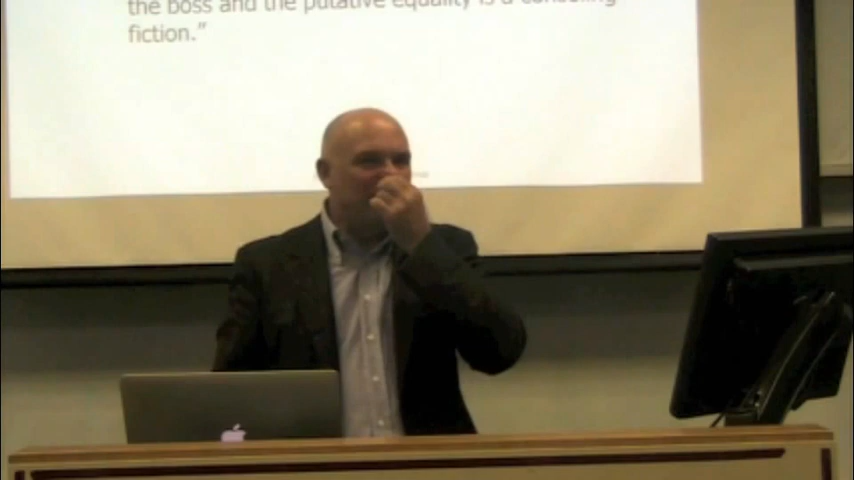 the boss and the putative equality is a consoling
fiction.”